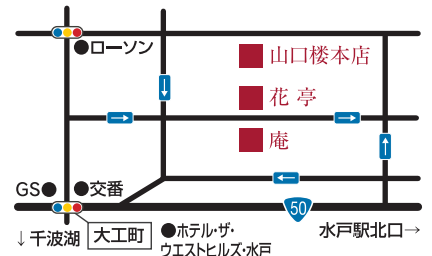 ローソン
山口楼本店
花 亭
庵
GS
交番
50
↓千波湖
大工町
ホテル・ザ・
ウエストヒルズ・水戸
水戸駅北口→